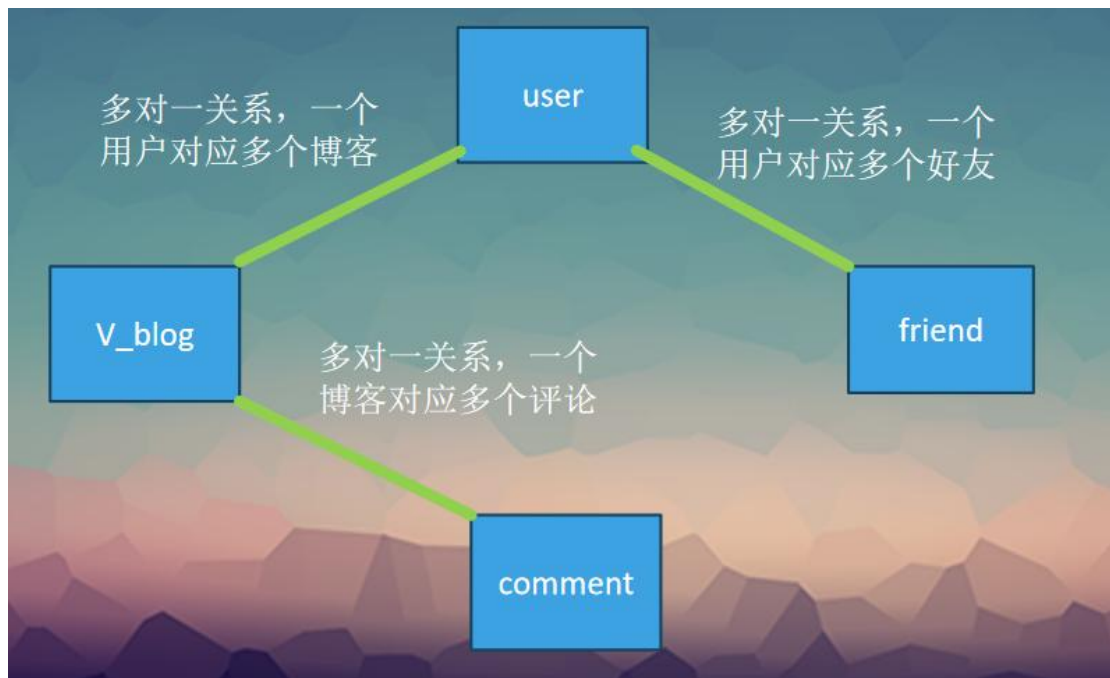 user
多对一关系，一个
用户对应多个博客
多对一关系，一个
用户对应多个好友
V_blog
friend
多对一关系，一个
博客对应多个评论
comment